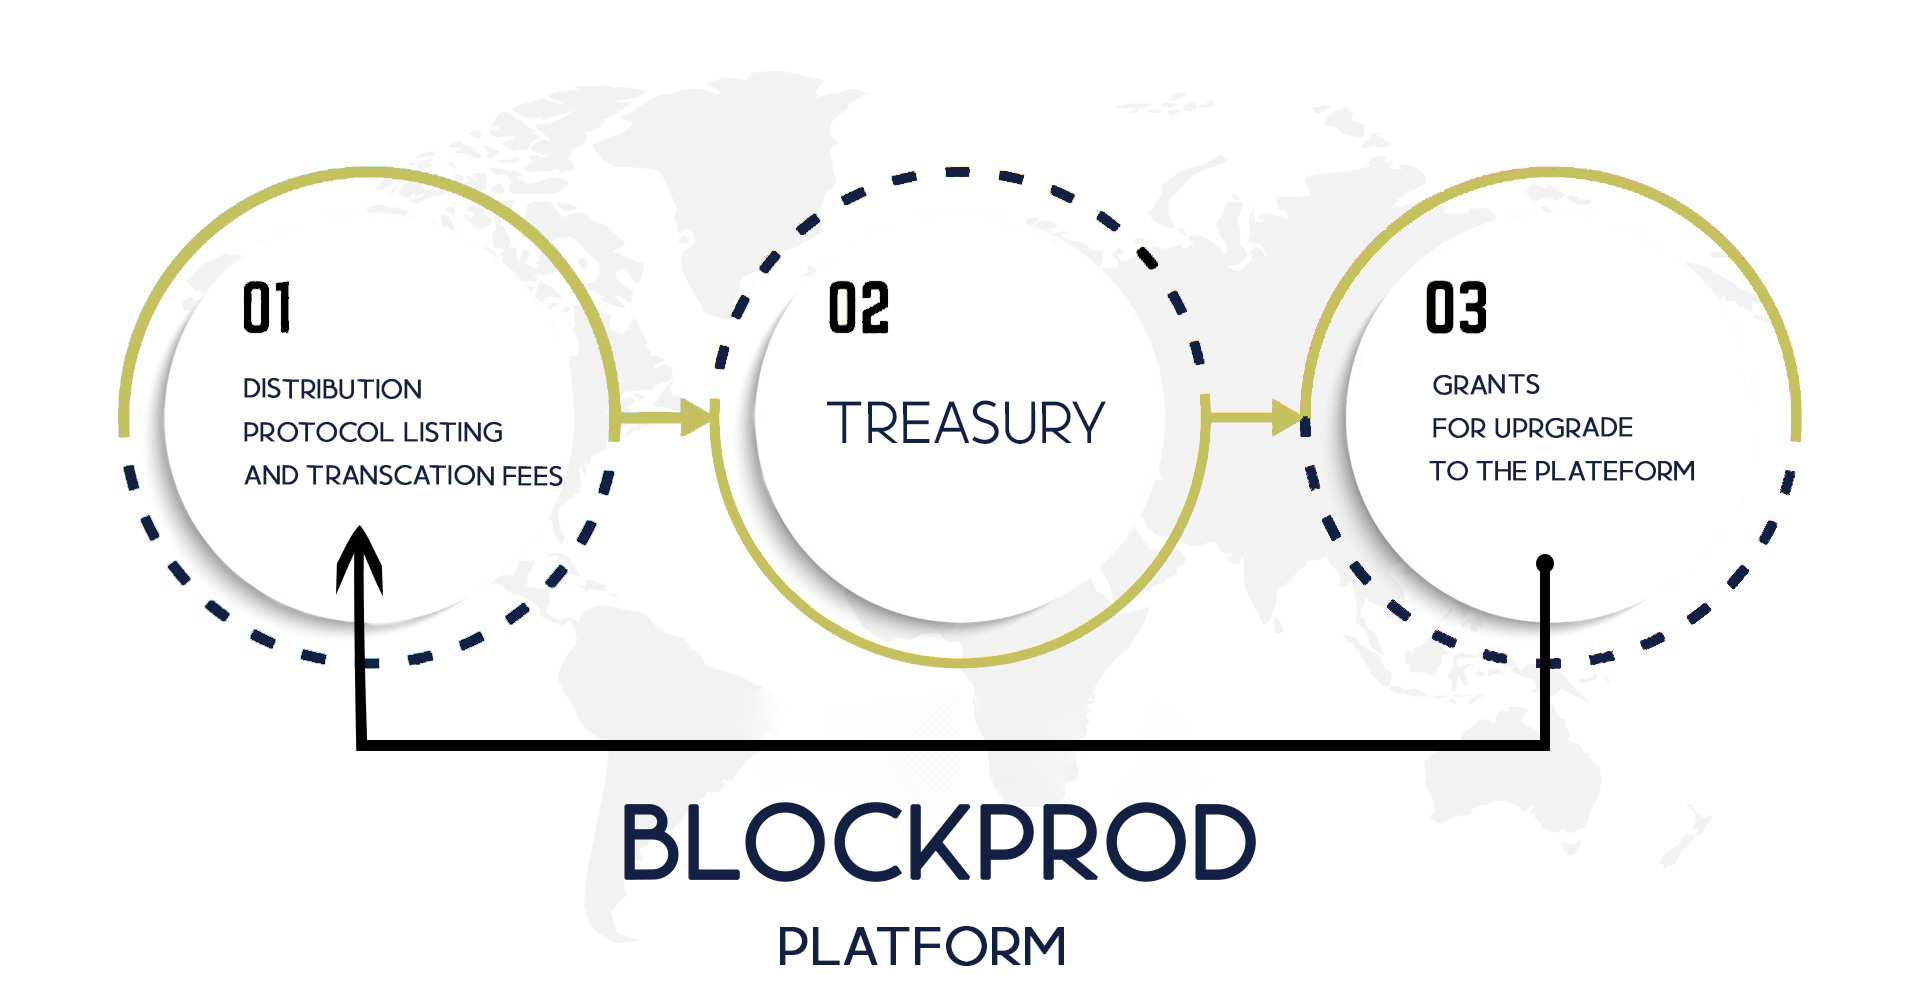 01
DISTRIBUTION
PROTOCOL LISTING
AND TRANSCATION FEES
02
TREASURY
03
GRANTS
FOR UPRGRADE
TO THE PLATEFORM
BLOCKPROD
PLATFORM